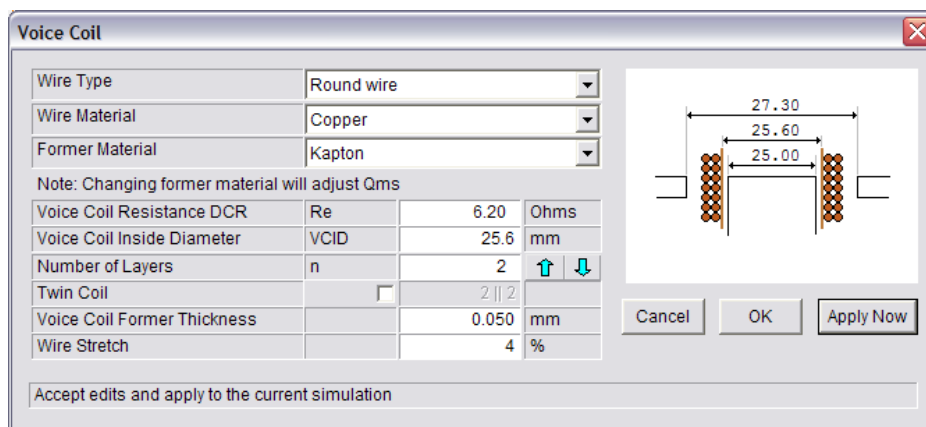 Voice Coil
Wire Type Round wire
Wire Material Copper
Former Material Kapton
Note: Changing former material will adjust Qms
Voice Coil Resistance DCR Re 6.20 Ohms
Voice Coil Inside Diameter VCID 25.6 mm
Number of Layers n 2
Twin Coil 2 || 2
Voice Coil Former Thickness 0.050 mm
Wire Stretch 4 %
27.30
25.60
25.00
Cancel OK Apply Now
Accept edits and apply to the current simulation